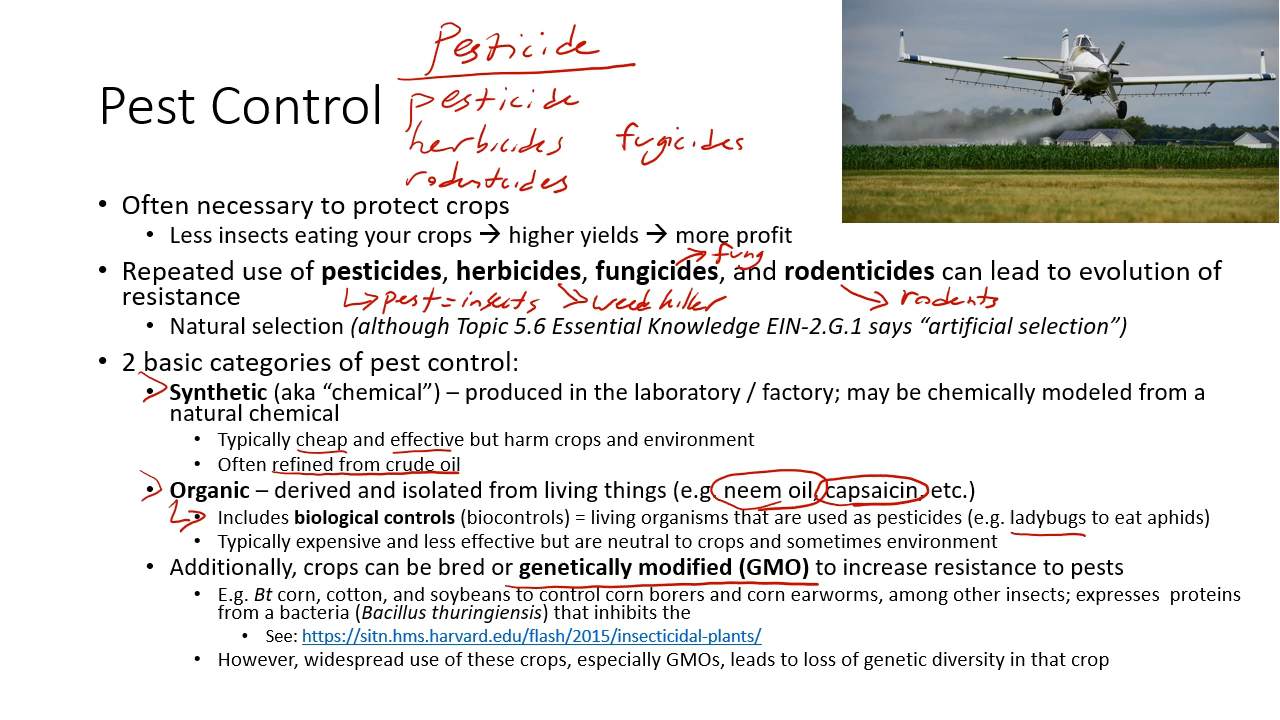 Pesticide
Pest Control
pesticide
herbicides fugicides
rodenticides
• Often necessary to protect crops
• Less insects eating your crops → higher yields → more profit
→ fung
• Repeated use of pesticides, herbicides, fungicides, and rodenticides can lead to evolution of
resistance
↳ pest = insects
↘ weed killer
↘ rodents
• Natural selection (although Topic 5.6 Essential Knowledge EIN-2.G.1 says “artificial selection”)
• 2 basic categories of pest control:
• Synthetic (aka “chemical”) – produced in the laboratory / factory; may be chemically modeled from a
natural chemical
• Typically cheap and effective but harm crops and environment
• Often refined from crude oil
• Organic – derived and isolated from living things (e.g. neem oil, capsaicin, etc.)
• Includes biological controls (biocontrols) = living organisms that are used as pesticides (e.g. ladybugs to eat aphids)
• Typically expensive and less effective but are neutral to crops and sometimes environment
• Additionally, crops can be bred or genetically modified (GMO) to increase resistance to pests
• E.g. Bt corn, cotton, and soybeans to control corn borers and corn earworms, among other insects; expresses proteins
from a bacteria (Bacillus thuringiensis) that inhibits the
• See: https://sitn.hms.harvard.edu/flash/2015/insecticidal-plants/
• However, widespread use of these crops, especially GMOs, leads to loss of genetic diversity in that crop